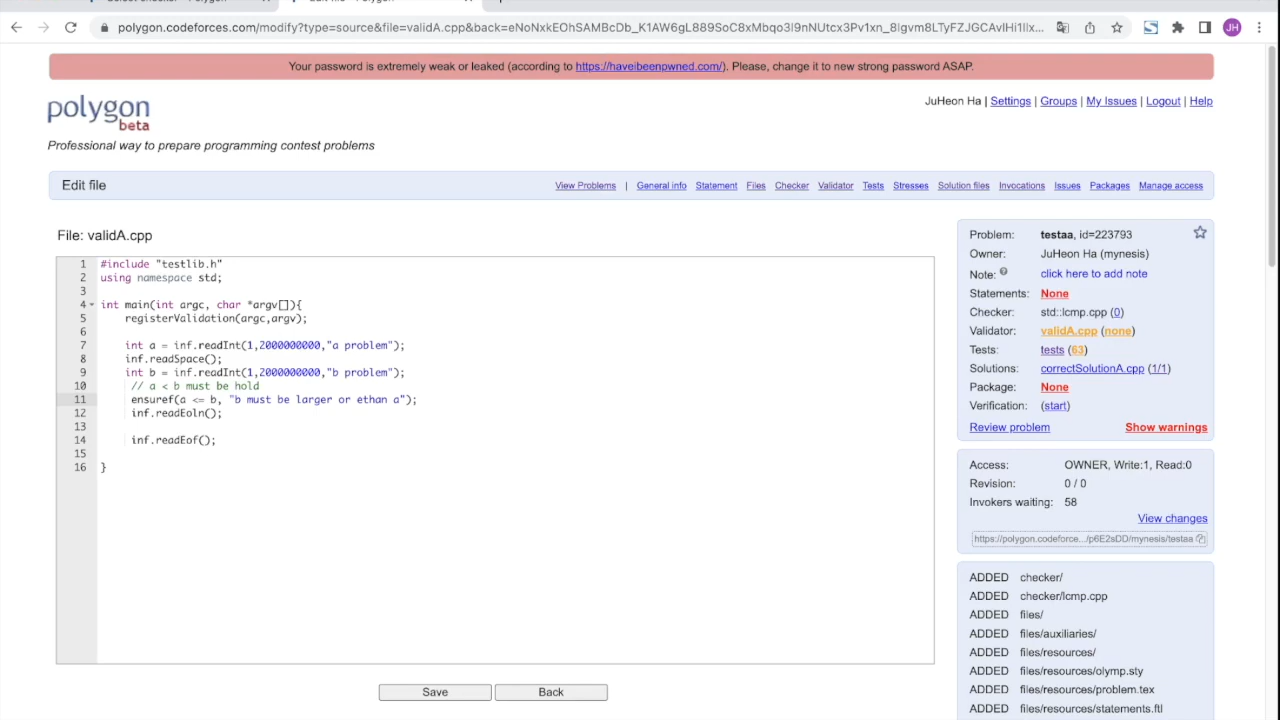 polygon.codeforces.com/modify?type=source&file=validA.cpp&back=eNoNxkEOhSAMBcDb_K1AW6gL889SoC8xMbqo3l9nNUtcx3Pv1xn_8lgvm8LTyFZJGCAvlHi1llx...
JH
Your password is extremely weak or leaked (according to https://haveibeenpwned.com/). Please, change it to new strong password ASAP.
polygon
beta
JuHeon Ha | Settings | Groups | My Issues | Logout | Help
Professional way to prepare programming contest problems
Edit file
View Problems | General info Statement Files Checker Validator Tests Stresses Solution files Invocations Issues Packages Manage access
File: validA.cpp
1 #include "testlib.h"
2 using namespace std;
3
4 int main(int argc, char *argv[]){
5 registerValidation(argc,argv);
6
7 int a = inf.readInt(1,2000000000,"a problem");
8 inf.readSpace();
9 int b = inf.readInt(1,2000000000,"b problem");
10 // a < b must be hold
11 ensuref(a <= b, "b must be larger or ethan a");
12 inf.readEoln();
13
14 inf.readEof();
15
16 }
Save
Back
Problem: testaa, id=223793
Owner: JuHeon Ha (mynesis)
Note: click here to add note
Statements: None
Checker: std::lcmp.cpp (0)
Validator: validA.cpp (none)
Tests: tests (63)
Solutions: correctSolutionA.cpp (1/1)
Package: None
Verification: (start)
Review problem Show warnings
Access: OWNER, Write:1, Read:0
Revision: 0 / 0
Invokers waiting: 58
View changes
https://polygon.codeforce.../p6E2sDD/mynesis/testaa
ADDED checker/
ADDED checker/lcmp.cpp
ADDED files/
ADDED files/auxiliaries/
ADDED files/resources/
ADDED files/resources/olymp.sty
ADDED files/resources/problem.tex
ADDED files/resources/statements.ftl